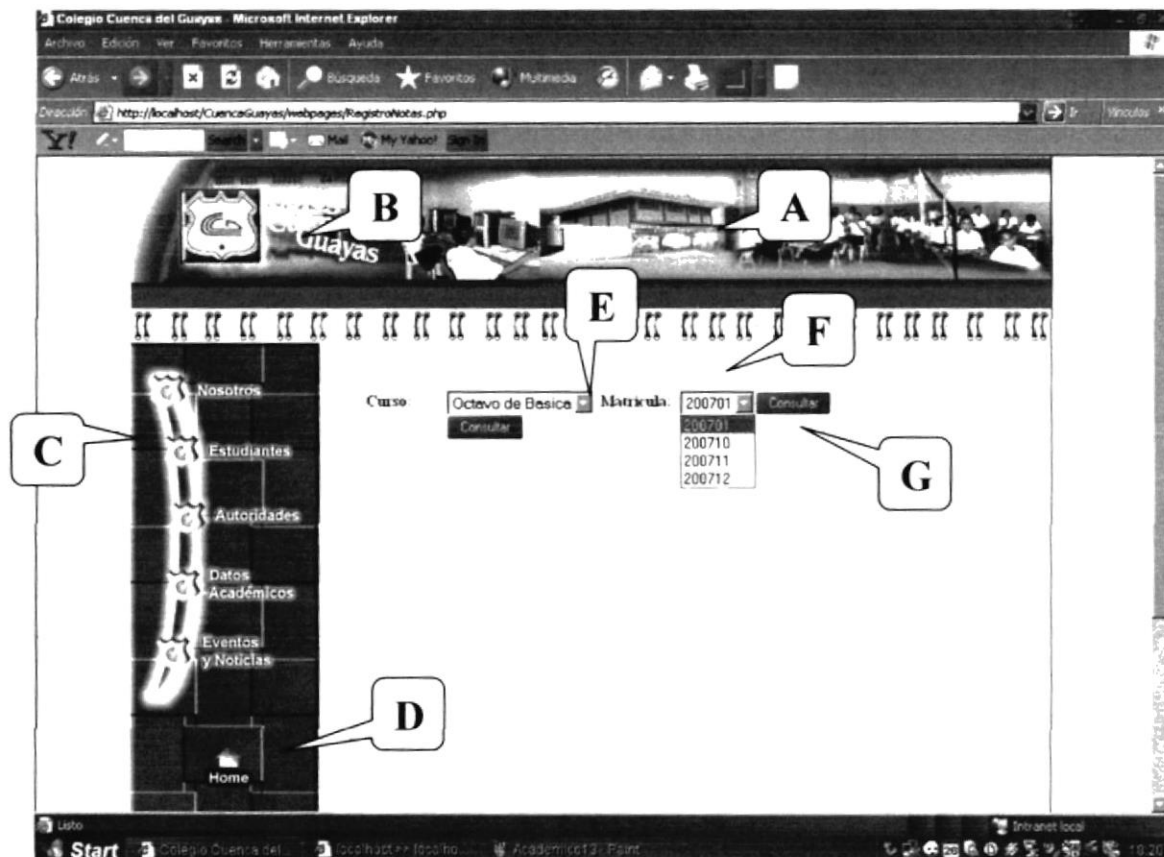 Colegio Cuenca del Guayas - Microsoft Internet Explorer
Archivo Edición Ver Favoritos Herramientas Ayuda
Atrás Búsqueda Favoritos Multimedia
Dirección http://localhost/CuencaGuayas/webpages/RegistroNotas.php Ir Vínculos
Y! Search Mail My Yahoo! Sign In
B
A
Guayas
E
F
Nosotros
Curso: Octavo de Basica Matricula: 200701 Consultar
Consultar
200701
200710
200711
200712
C
Estudiantes
G
Autoridades
Datos
Académicos
Eventos
y Noticias
D
Home
Listo
Intranet local
Start Colegio Cuenca del... localhost >> localho... Academico13 - Paint 18:20